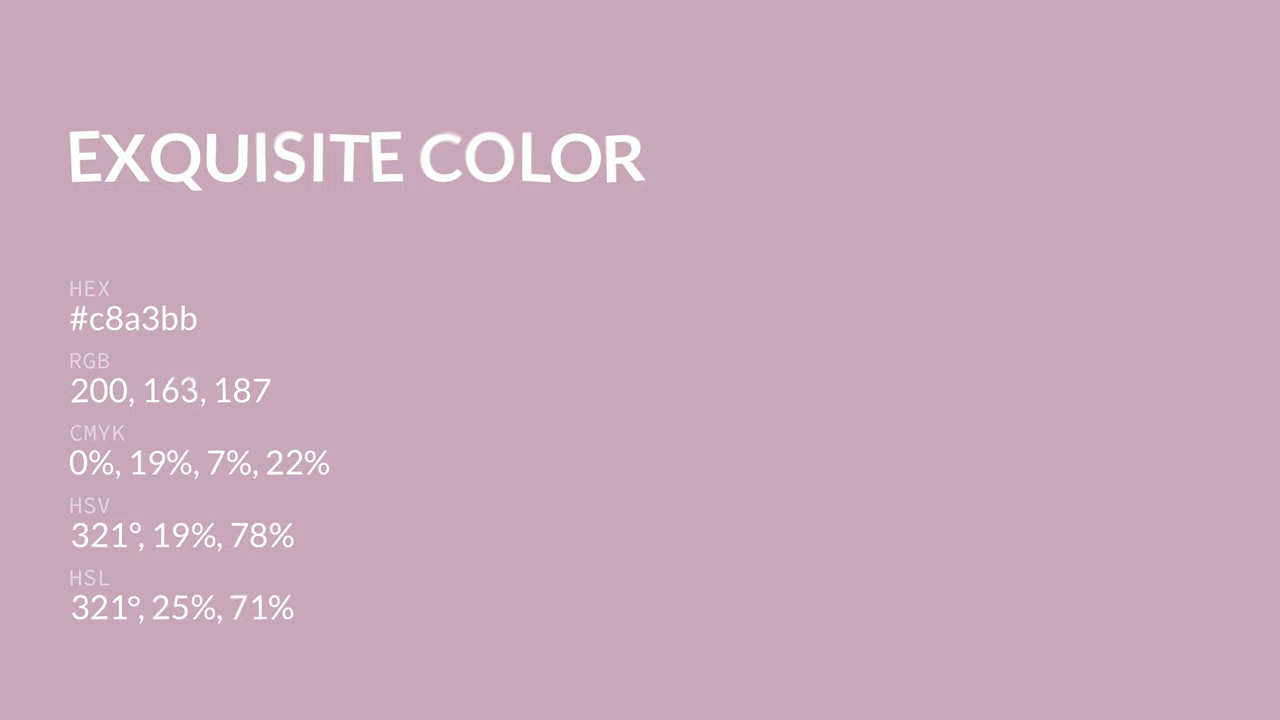 EXQUISITE COLOR
HEX
#c8a3bb
RGB
200, 163, 187
CMYK
0%, 19%, 7%, 22%
HSV
321°, 19%, 78%
HSL
321°, 25%, 71%